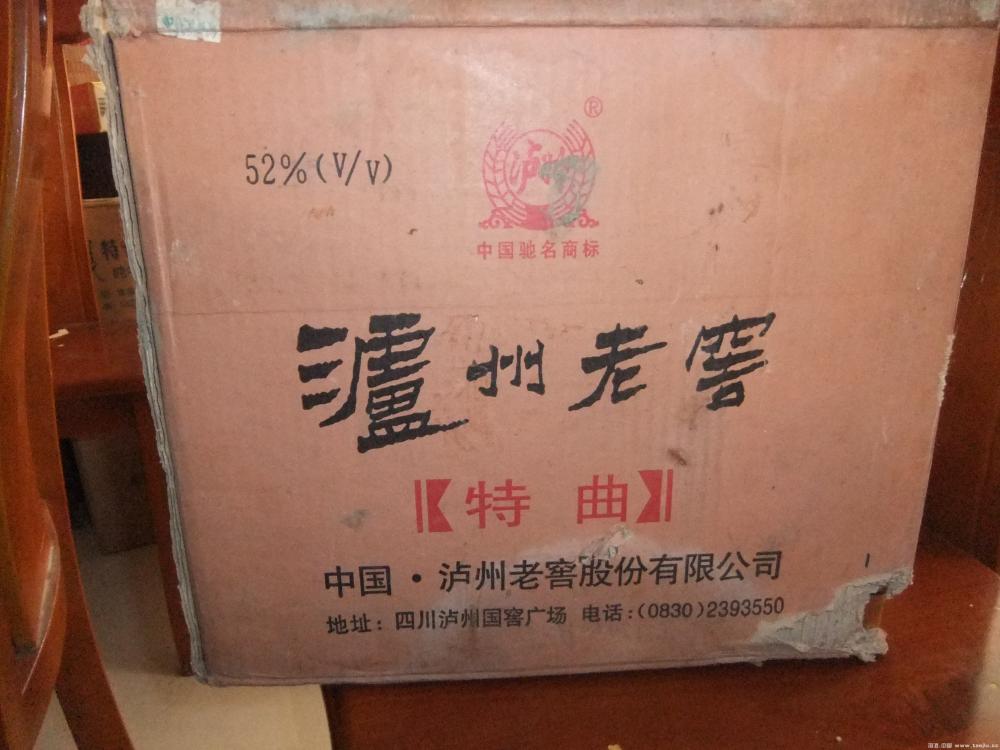 ®
52%(V/V)
泸州
中国驰名商标
瀘州老窖
【特曲】
中国·泸州老窖股份有限公司
地址：四川泸州国窖广场 电话：(0830)2393550
特